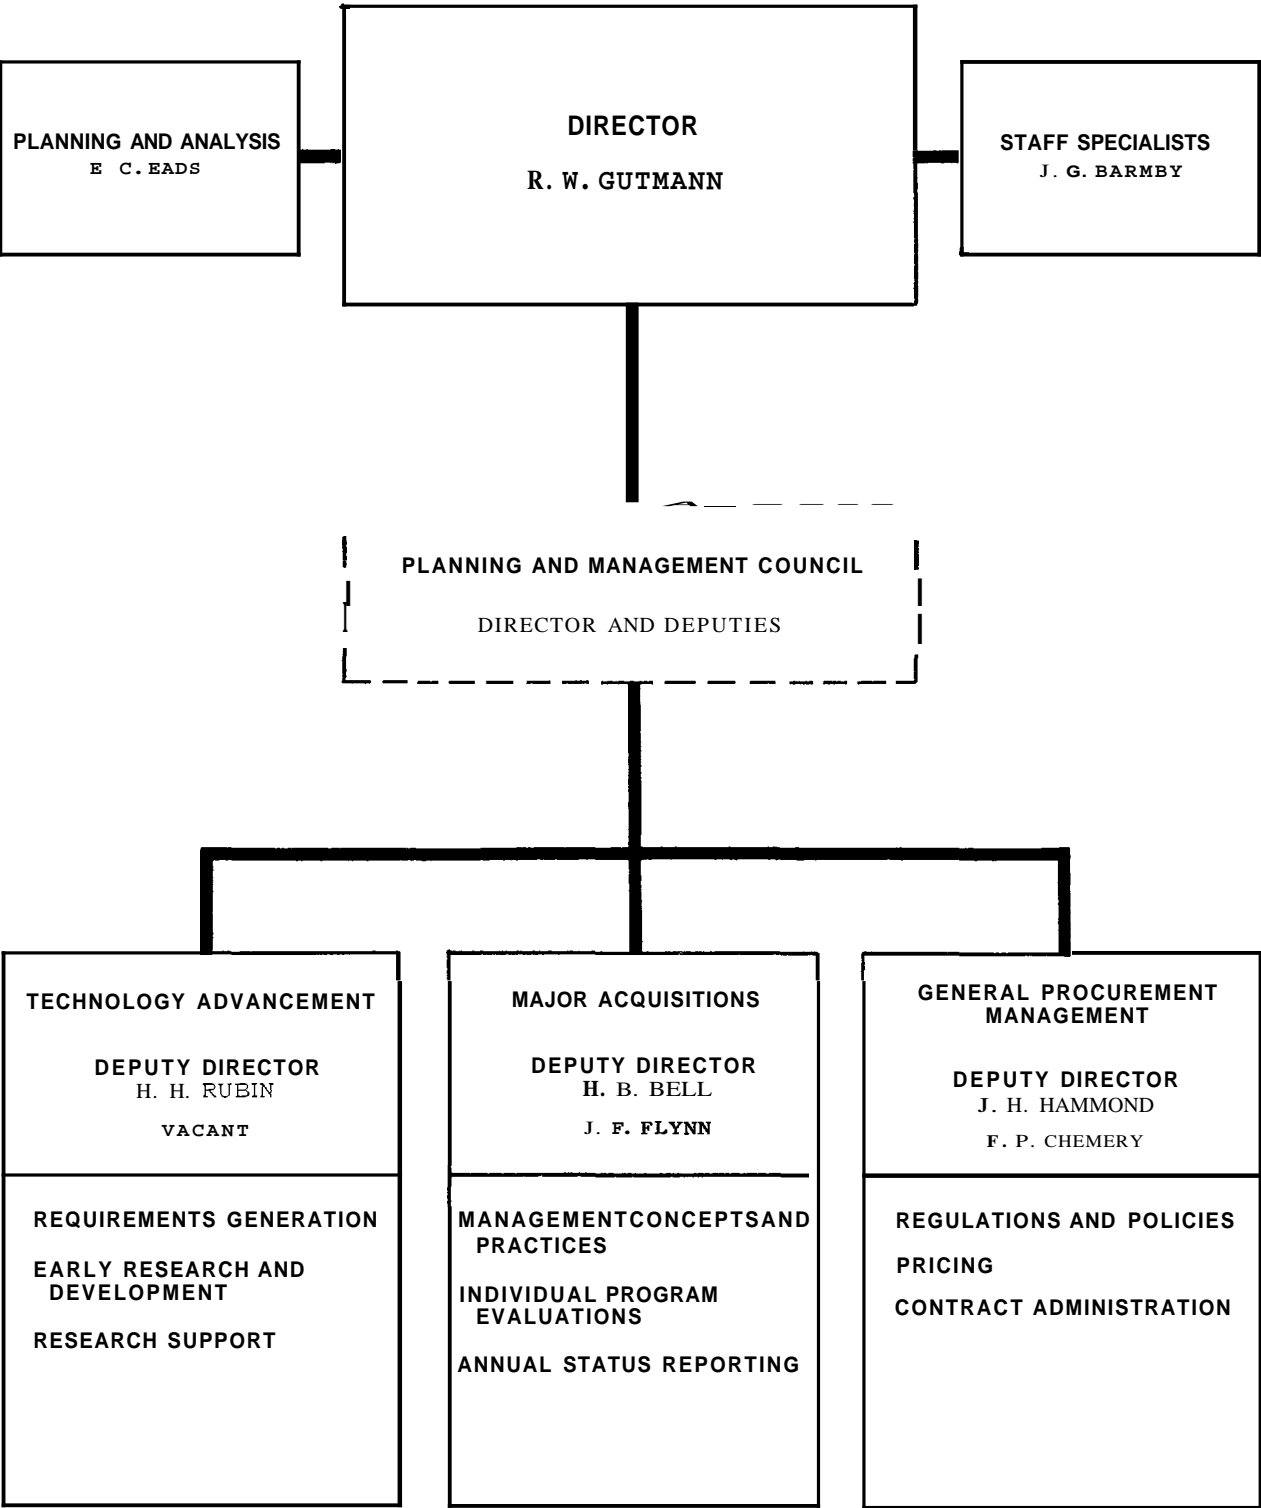 DIRECTOR
R. W. GUTMANN
PLANNING AND ANALYSIS
E C. EADS
STAFF SPECIALISTS
J. G. BARMBY
PLANNING AND MANAGEMENT COUNCIL
DIRECTOR AND DEPUTIES
TECHNOLOGY ADVANCEMENT
DEPUTY DIRECTOR
H. H. RUBIN
VACANT
REQUIREMENTS GENERATION
EARLY RESEARCH AND
DEVELOPMENT
RESEARCH SUPPORT
MAJOR ACQUISITIONS
DEPUTY DIRECTOR
H. B. BELL
J. F. FLYNN
MANAGEMENTCONCEPTSAND
PRACTICES
INDIVIDUAL PROGRAM
EVALUATIONS
ANNUAL STATUS REPORTING
GENERAL PROCUREMENT
MANAGEMENT
DEPUTY DIRECTOR
J. H. HAMMOND
F. P. CHEMERY
REGULATIONS AND POLICIES
PRICING
CONTRACT ADMINISTRATION